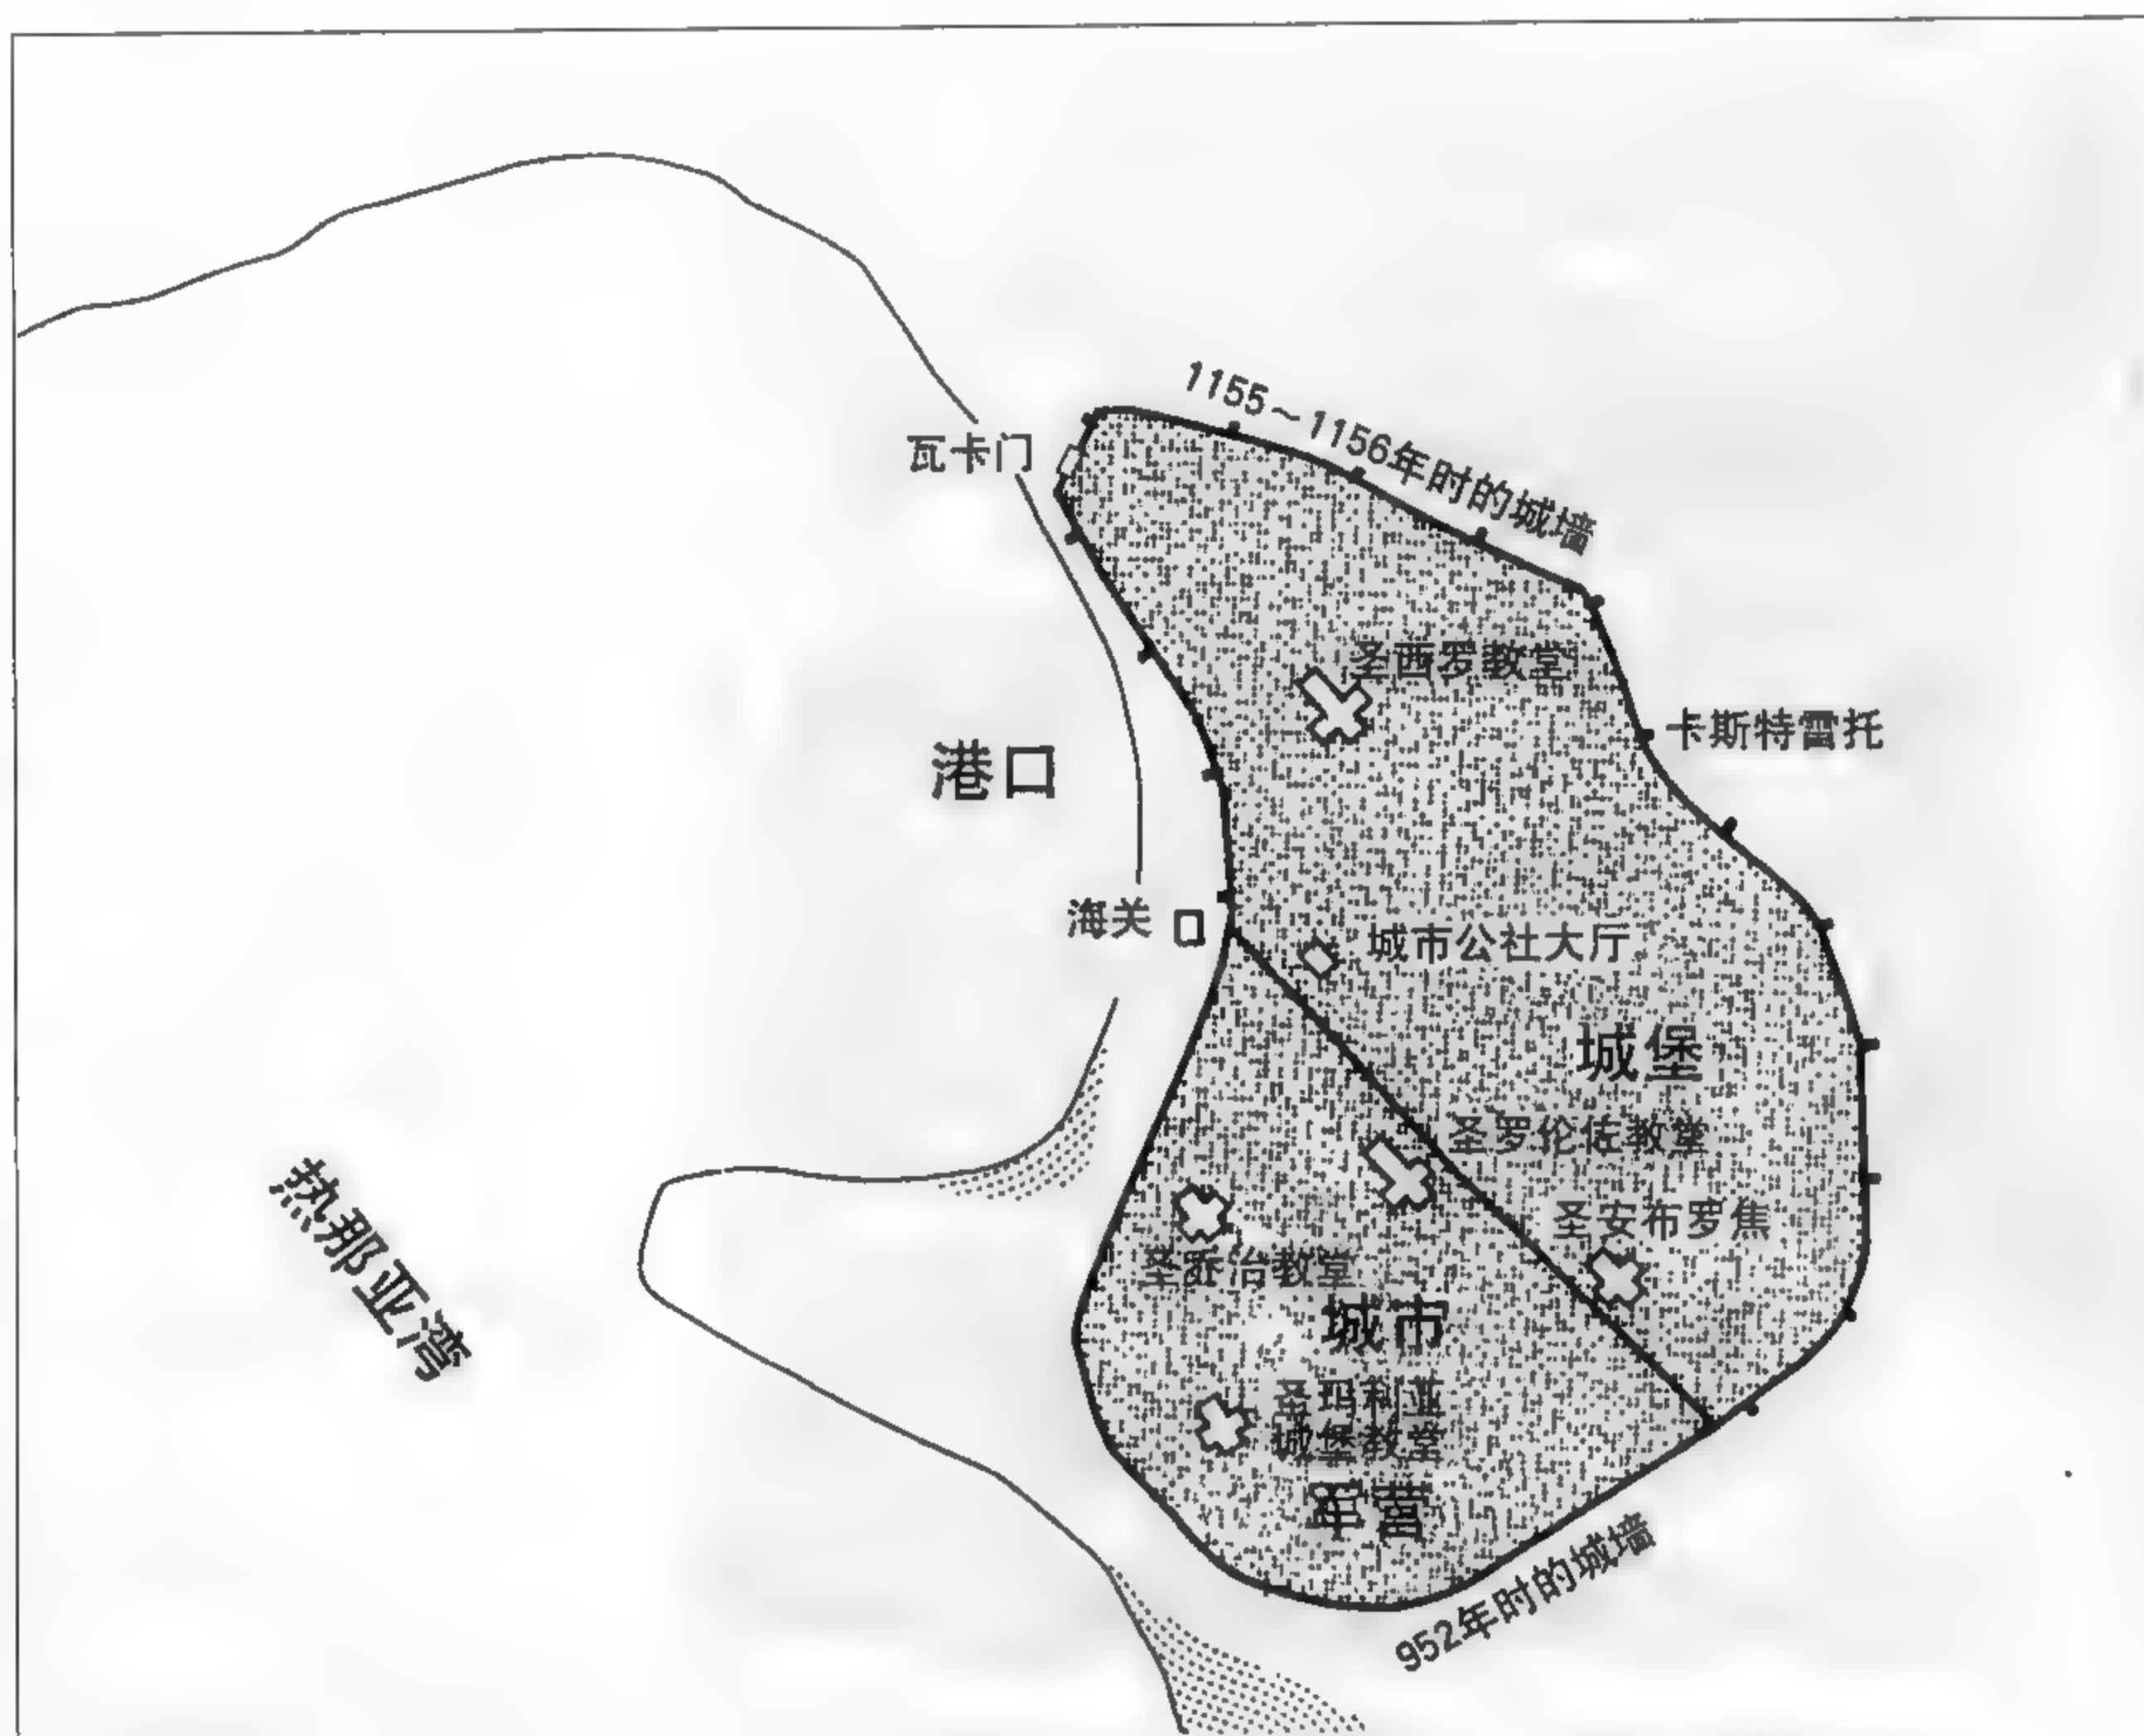 1155～1156年时的城墙
瓦卡门
圣西罗教堂
卡斯特雷托
港口
海关
城市公社大厅
城堡
圣罗伦佐教堂
圣安布罗焦
圣乔治教堂
热那亚湾
城市
圣玛利亚
城堡教堂
军营
952年时的城墙